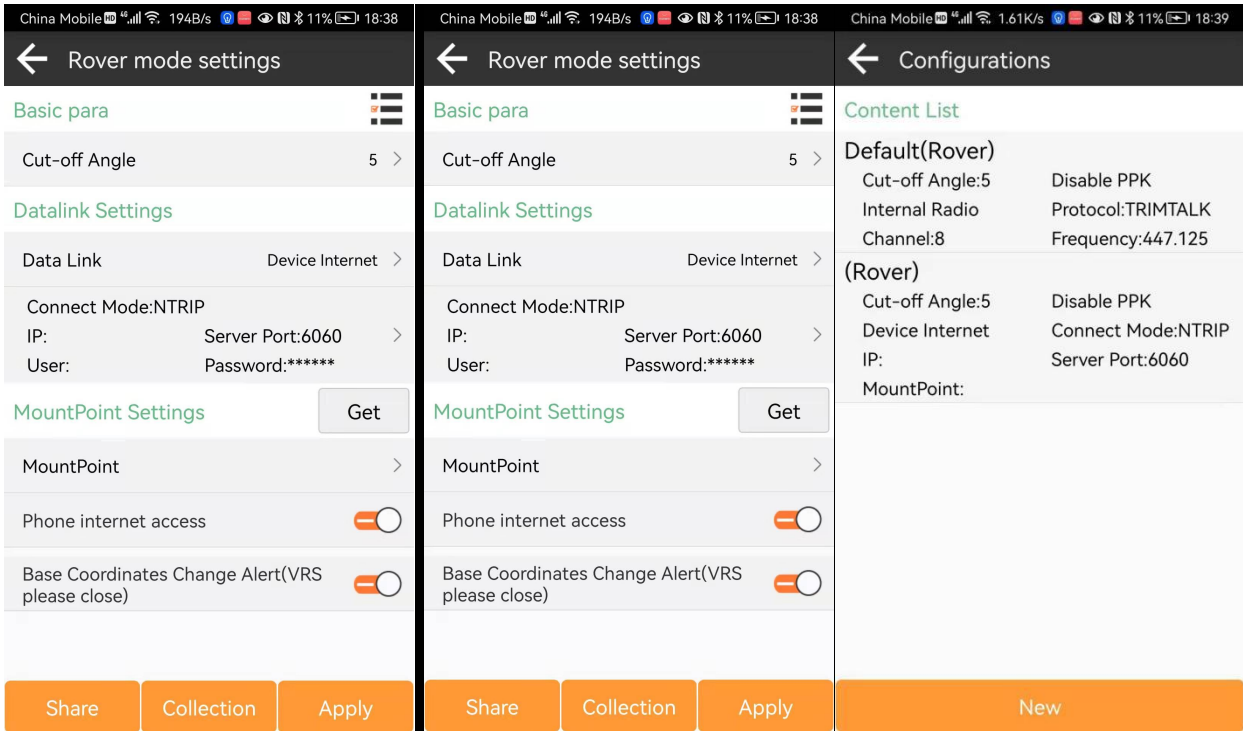 China Mobile HD 4G 194B/s 11% 18:38
Rover mode settings
Basic para
Cut-off Angle 5
Datalink Settings
Data Link Device Internet
Connect Mode:NTRIP
IP: Server Port:6060
User: Password:******
MountPoint Settings Get
MountPoint
Phone internet access
Base Coordinates Change Alert(VRS
please close)
Share Collection Apply
China Mobile HD 4G 194B/s 11% 18:38
Rover mode settings
Basic para
Cut-off Angle 5
Datalink Settings
Data Link Device Internet
Connect Mode:NTRIP
IP: Server Port:6060
User: Password:******
MountPoint Settings Get
MountPoint
Phone internet access
Base Coordinates Change Alert(VRS
please close)
Share Collection Apply
China Mobile HD 4G 1.61K/s 11% 18:39
Configurations
Content List
Default(Rover)
Cut-off Angle:5 Disable PPK
Internal Radio Protocol:TRIMTALK
Channel:8 Frequency:447.125
(Rover)
Cut-off Angle:5 Disable PPK
Device Internet Connect Mode:NTRIP
IP: Server Port:6060
MountPoint:
New